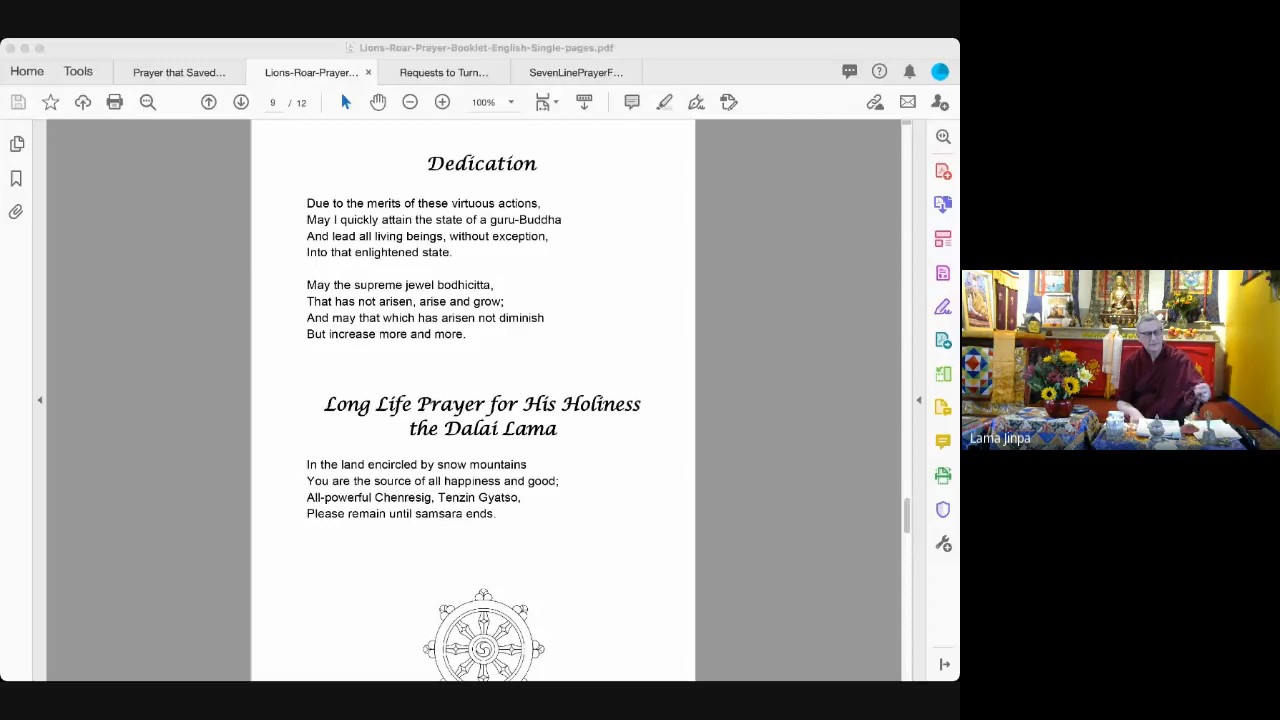 Lions-Roar-Prayer-Booklet-English-Single-pages.pdf
Home
Tools
Prayer that Saved...
Lions-Roar-Prayer... ×
Requests to Turn...
SevenLinePrayerF...
9 / 12
100%
Dedication
Due to the merits of these virtuous actions,
May I quickly attain the state of a guru-Buddha
And lead all living beings, without exception,
Into that enlightened state.
May the supreme jewel bodhicitta,
That has not arisen, arise and grow;
And may that which has arisen not diminish
But increase more and more.
Long Life Prayer for His Holiness
the Dalai Lama
In the land encircled by snow mountains
You are the source of all happiness and good;
All-powerful Chenresig, Tenzin Gyatso,
Please remain until samsara ends.
Lama Jinpa